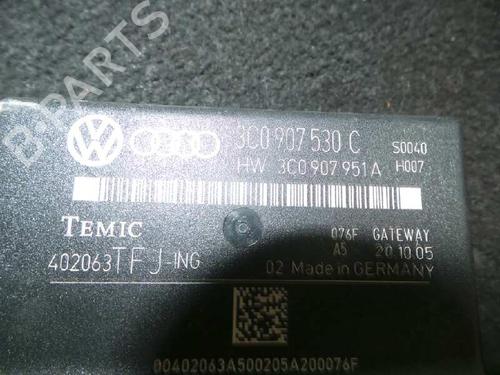 3C0 907 530 C S0040
HW 3C0 907 951 A H007
TEMIC 076F GATEWAY
A5 20.10.05
402063TFJ-ING 02 Made in GERMANY
00402063A500205A200076F
B-PARTS